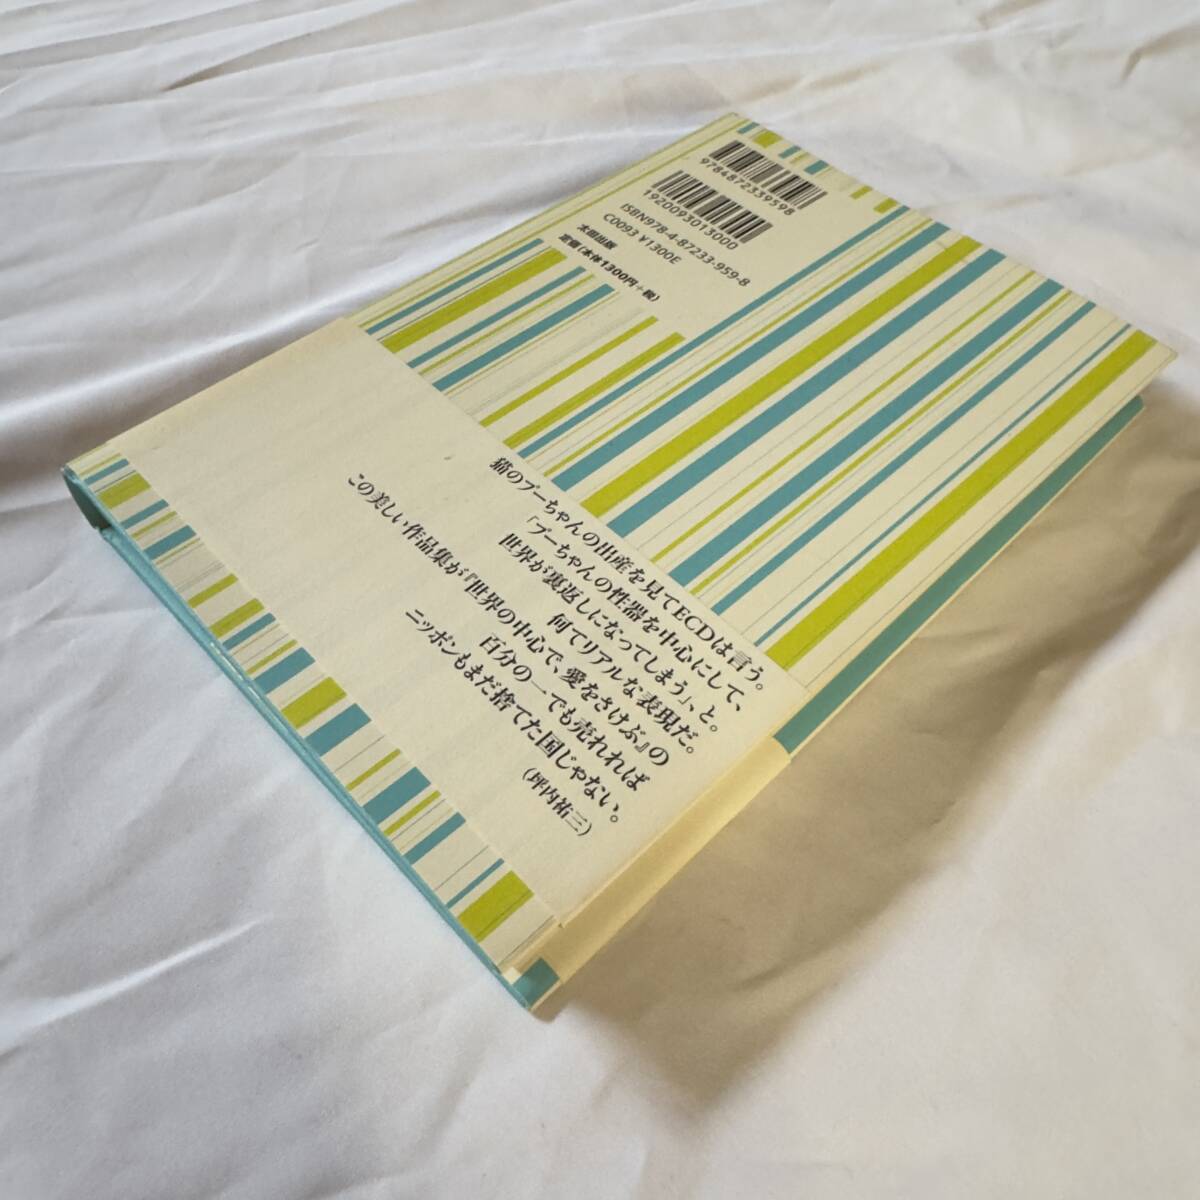 9784872339598
1920093013000
ISBN978-4-87233-959-8
C0093 ¥1300E
太田出版
定価(本体1300円+税)
猫のプーちゃんの出産を見てECDは言う。
「プーちゃんの性器を中心にして、
世界が裏返しになってしまう」、と。
何てリアルな表現だ。
この美しい作品集が『世界の中心で、愛をさけぶ』の
百分の一でも売れれば
ニッポンもまだ捨てた国じゃない。
(坪内祐三)